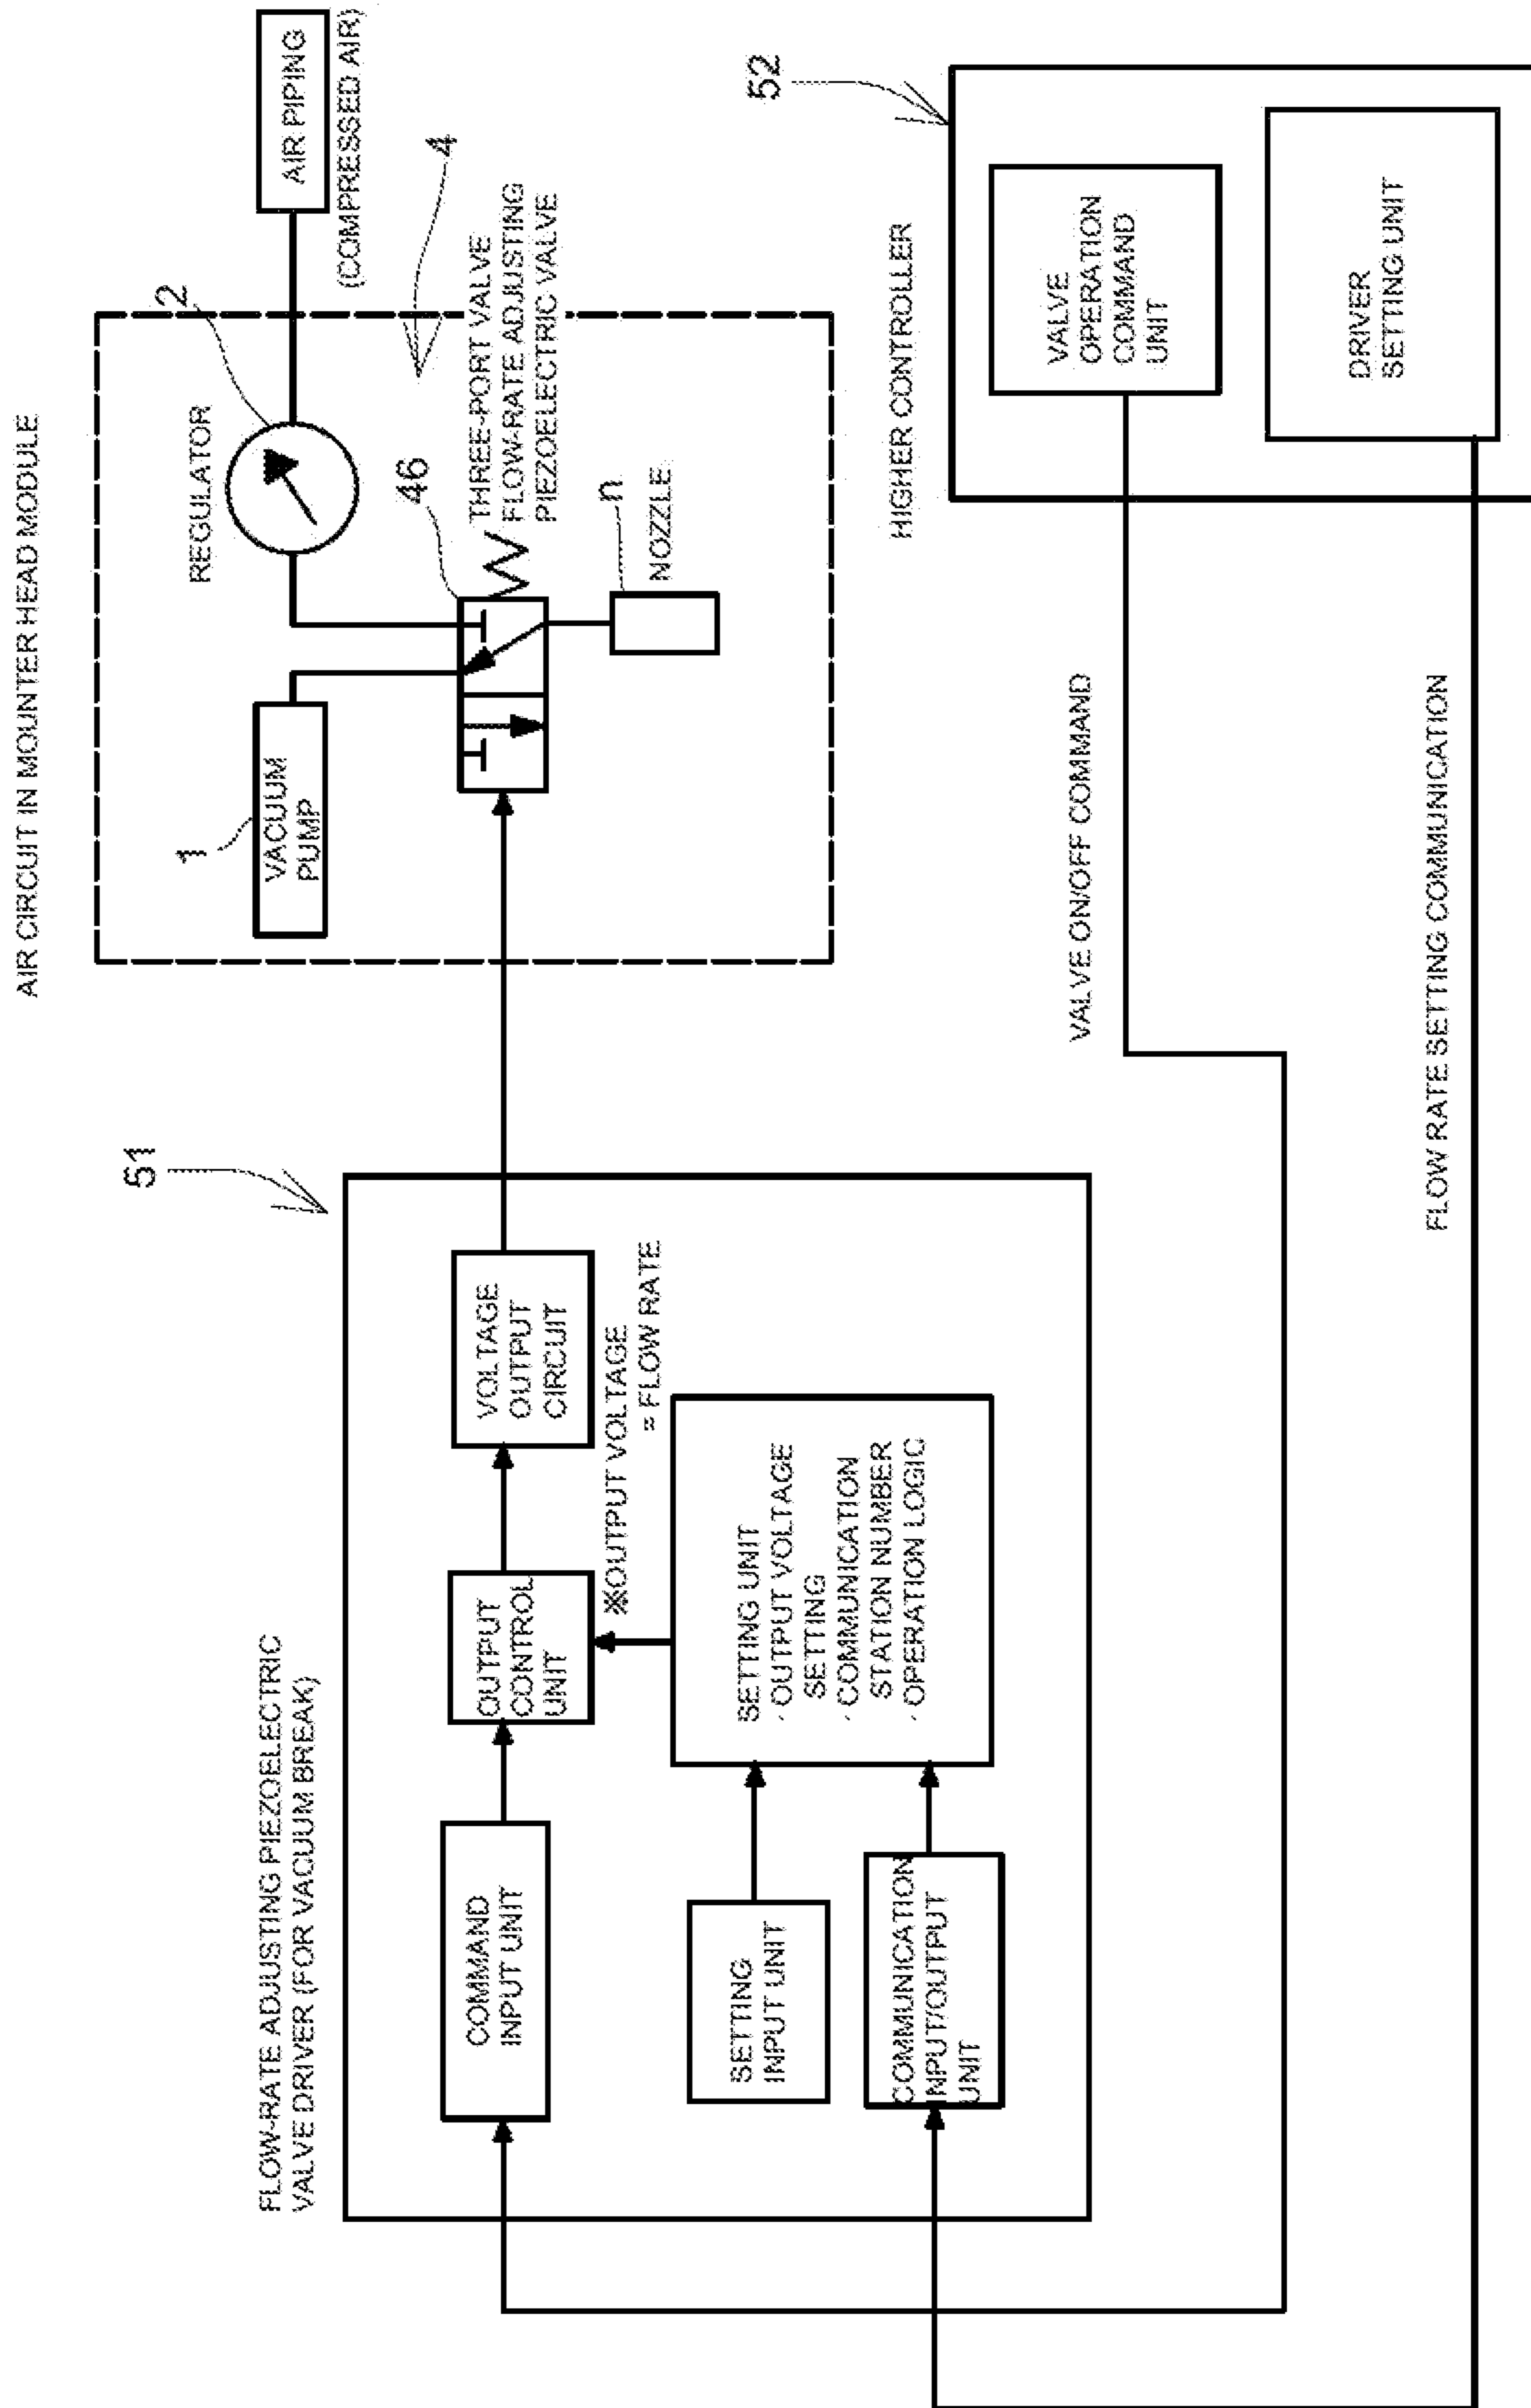 FLOW-RATE ADJUSTING PIEZOELECTRIC
VALVE DRIVER (FOR VACUUM BREAK)
51
COMMAND
INPUT UNIT
OUTPUT
CONTROL
UNIT
VOLTAGE
OUTPUT
CIRCUIT
※OUTPUT VOLTAGE
= FLOW RATE
SETTING
INPUT UNIT
COMMUNICATION
INPUT/OUTPUT
UNIT
SETTING UNIT
· OUTPUT VOLTAGE
SETTING
· COMMUNICATION
STATION NUMBER
· OPERATION LOGIC
AIR CIRCUIT IN MOUNTER HEAD MODULE
1
VACUUM
PUMP
REGULATOR
2
AIR PIPING
(COMPRESSED AIR)
4
46
THREE-PORT VALVE
FLOW-RATE ADJUSTING
PIEZOELECTRIC VALVE
n
NOZZLE
HIGHER CONTROLLER
52
VALVE
OPERATION
COMMAND
UNIT
DRIVER
SETTING UNIT
VALVE ON/OFF COMMAND
FLOW RATE SETTING COMMUNICATION